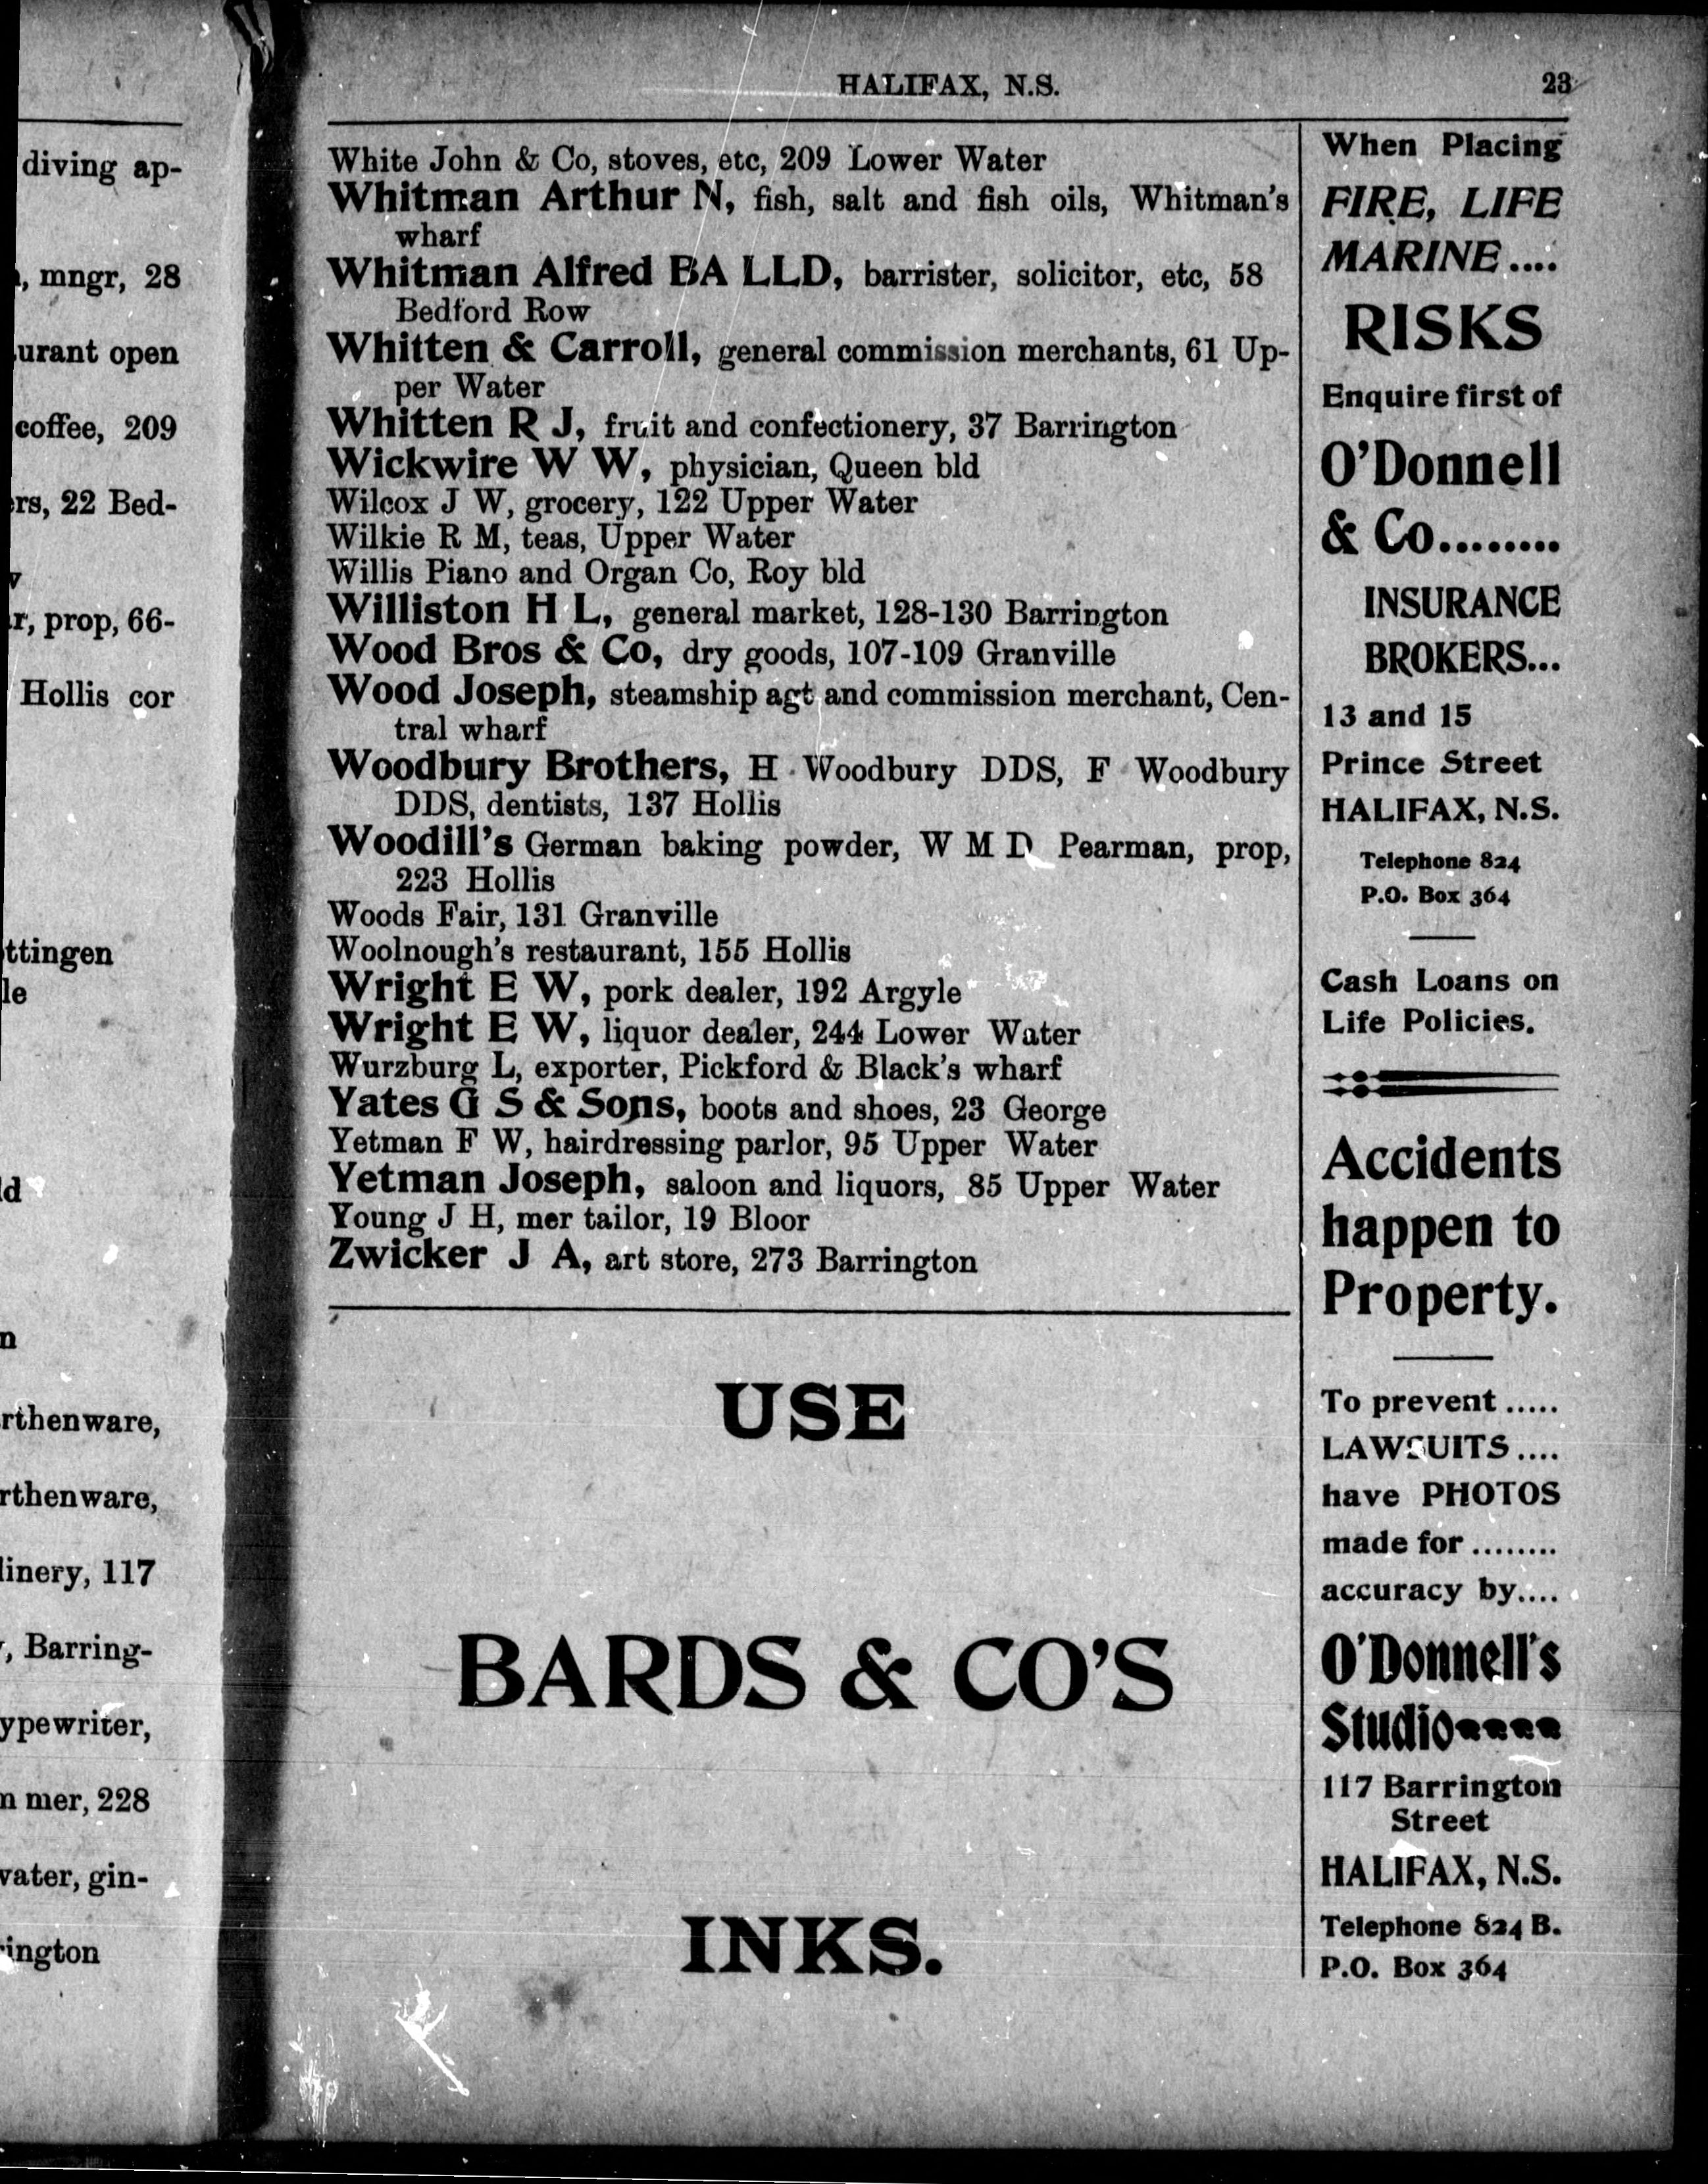 diving ap-
mngr, 28
urant open
coffee, 209
rs, 22 Bed-
r, prop, 66-
Hollis cor
ttingen
le
ld
n
rthenware,
rthenware,
linery, 117
, Barring-
ypewriter,
n mer, 228
vater, gin-
ington
HALIFAX, N.S.
23
White John & Co, stoves, etc, 209 Lower Water
Whitman Arthur N, fish, salt and fish oils, Whitman's
wharf
Whitman Alfred BA LLD, barrister, solicitor, etc, 58
Bedford Row
Whitten & Carroll, general commission merchants, 61 Up-
per Water
Whitten R J, fruit and confectionery, 37 Barrington
Wickwire W W, physician, Queen bld
Wilcox J W, grocery, 122 Upper Water
Wilkie R M, teas, Upper Water
Willis Piano and Organ Co, Roy bld
Williston H L, general market, 128-130 Barrington
Wood Bros & Co, dry goods, 107-109 Granville
Wood Joseph, steamship agt and commission merchant, Cen-
tral wharf
Woodbury Brothers, H Woodbury DDS, F Woodbury
DDS, dentists, 137 Hollis
Woodill's German baking powder, W M D Pearman, prop,
223 Hollis
Woods Fair, 131 Granville
Woolnough's restaurant, 155 Hollis
Wright E W, pork dealer, 192 Argyle
Wright E W, liquor dealer, 244 Lower Water
Wurzburg L, exporter, Pickford & Black's wharf
Yates G S & Sons, boots and shoes, 23 George
Yetman F W, hairdressing parlor, 95 Upper Water
Yetman Joseph, saloon and liquors, 85 Upper Water
Young J H, mer tailor, 19 Bloor
Zwicker J A, art store, 273 Barrington
USE
BARDS & CO'S
INKS.
When Placing
FIRE, LIFE
MARINE....
RISKS
Enquire first of
O'Donnell
& Co........
INSURANCE
BROKERS...
13 and 15
Prince Street
HALIFAX, N.S.
Telephone 824
P.O. Box 364
Cash Loans on
Life Policies.
Accidents
happen to
Property.
To prevent .....
LAWSUITS ....
have PHOTOS
made for ........
accuracy by....
O'Donnell's
Studio
117 Barrington
Street
HALIFAX, N.S.
Telephone 824 B.
P.O. Box 364